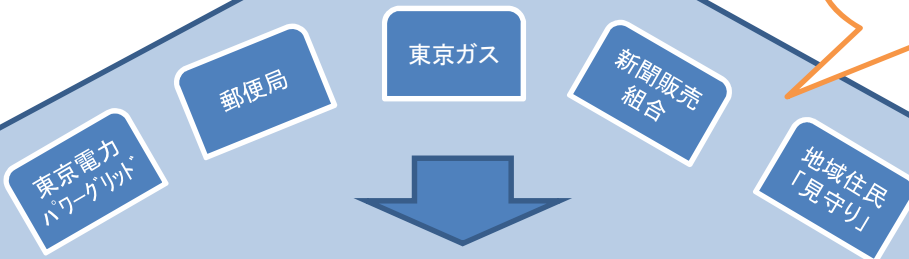 東京電力
パワーグリッド
郵便局
東京ガス
新聞販売
組合
地域住民
「見守り」